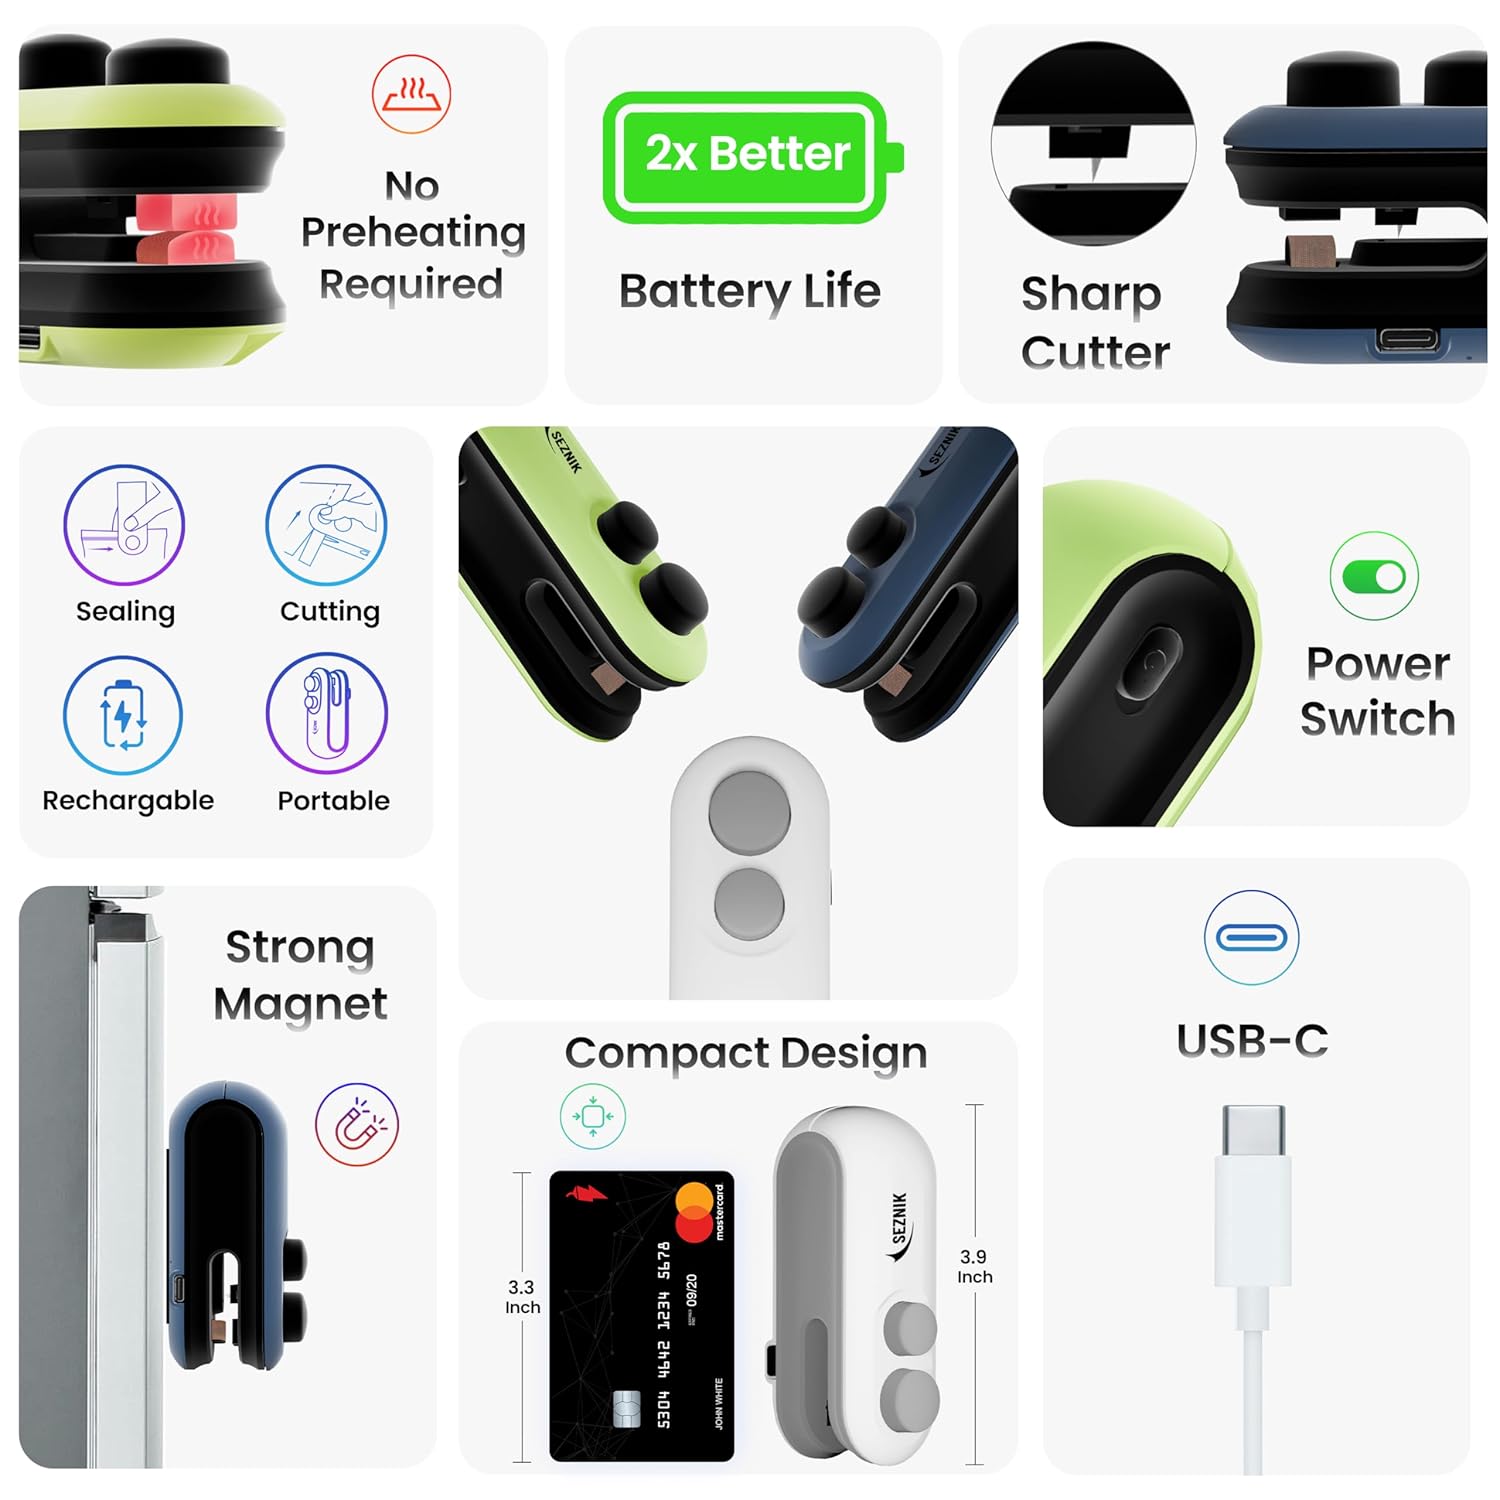 No
Preheating
Required
2x Better
Battery Life
Sharp
Cutter
Sealing
Cutting
Rechargable
Portable
SEZNIK
SEZNIK
Power
Switch
Strong
Magnet
Compact Design
3.3
Inch
mastercard
5304 4642 1234 5678
09/20
JOHN WHITE
SEZNIK
3.9
Inch
USB-C